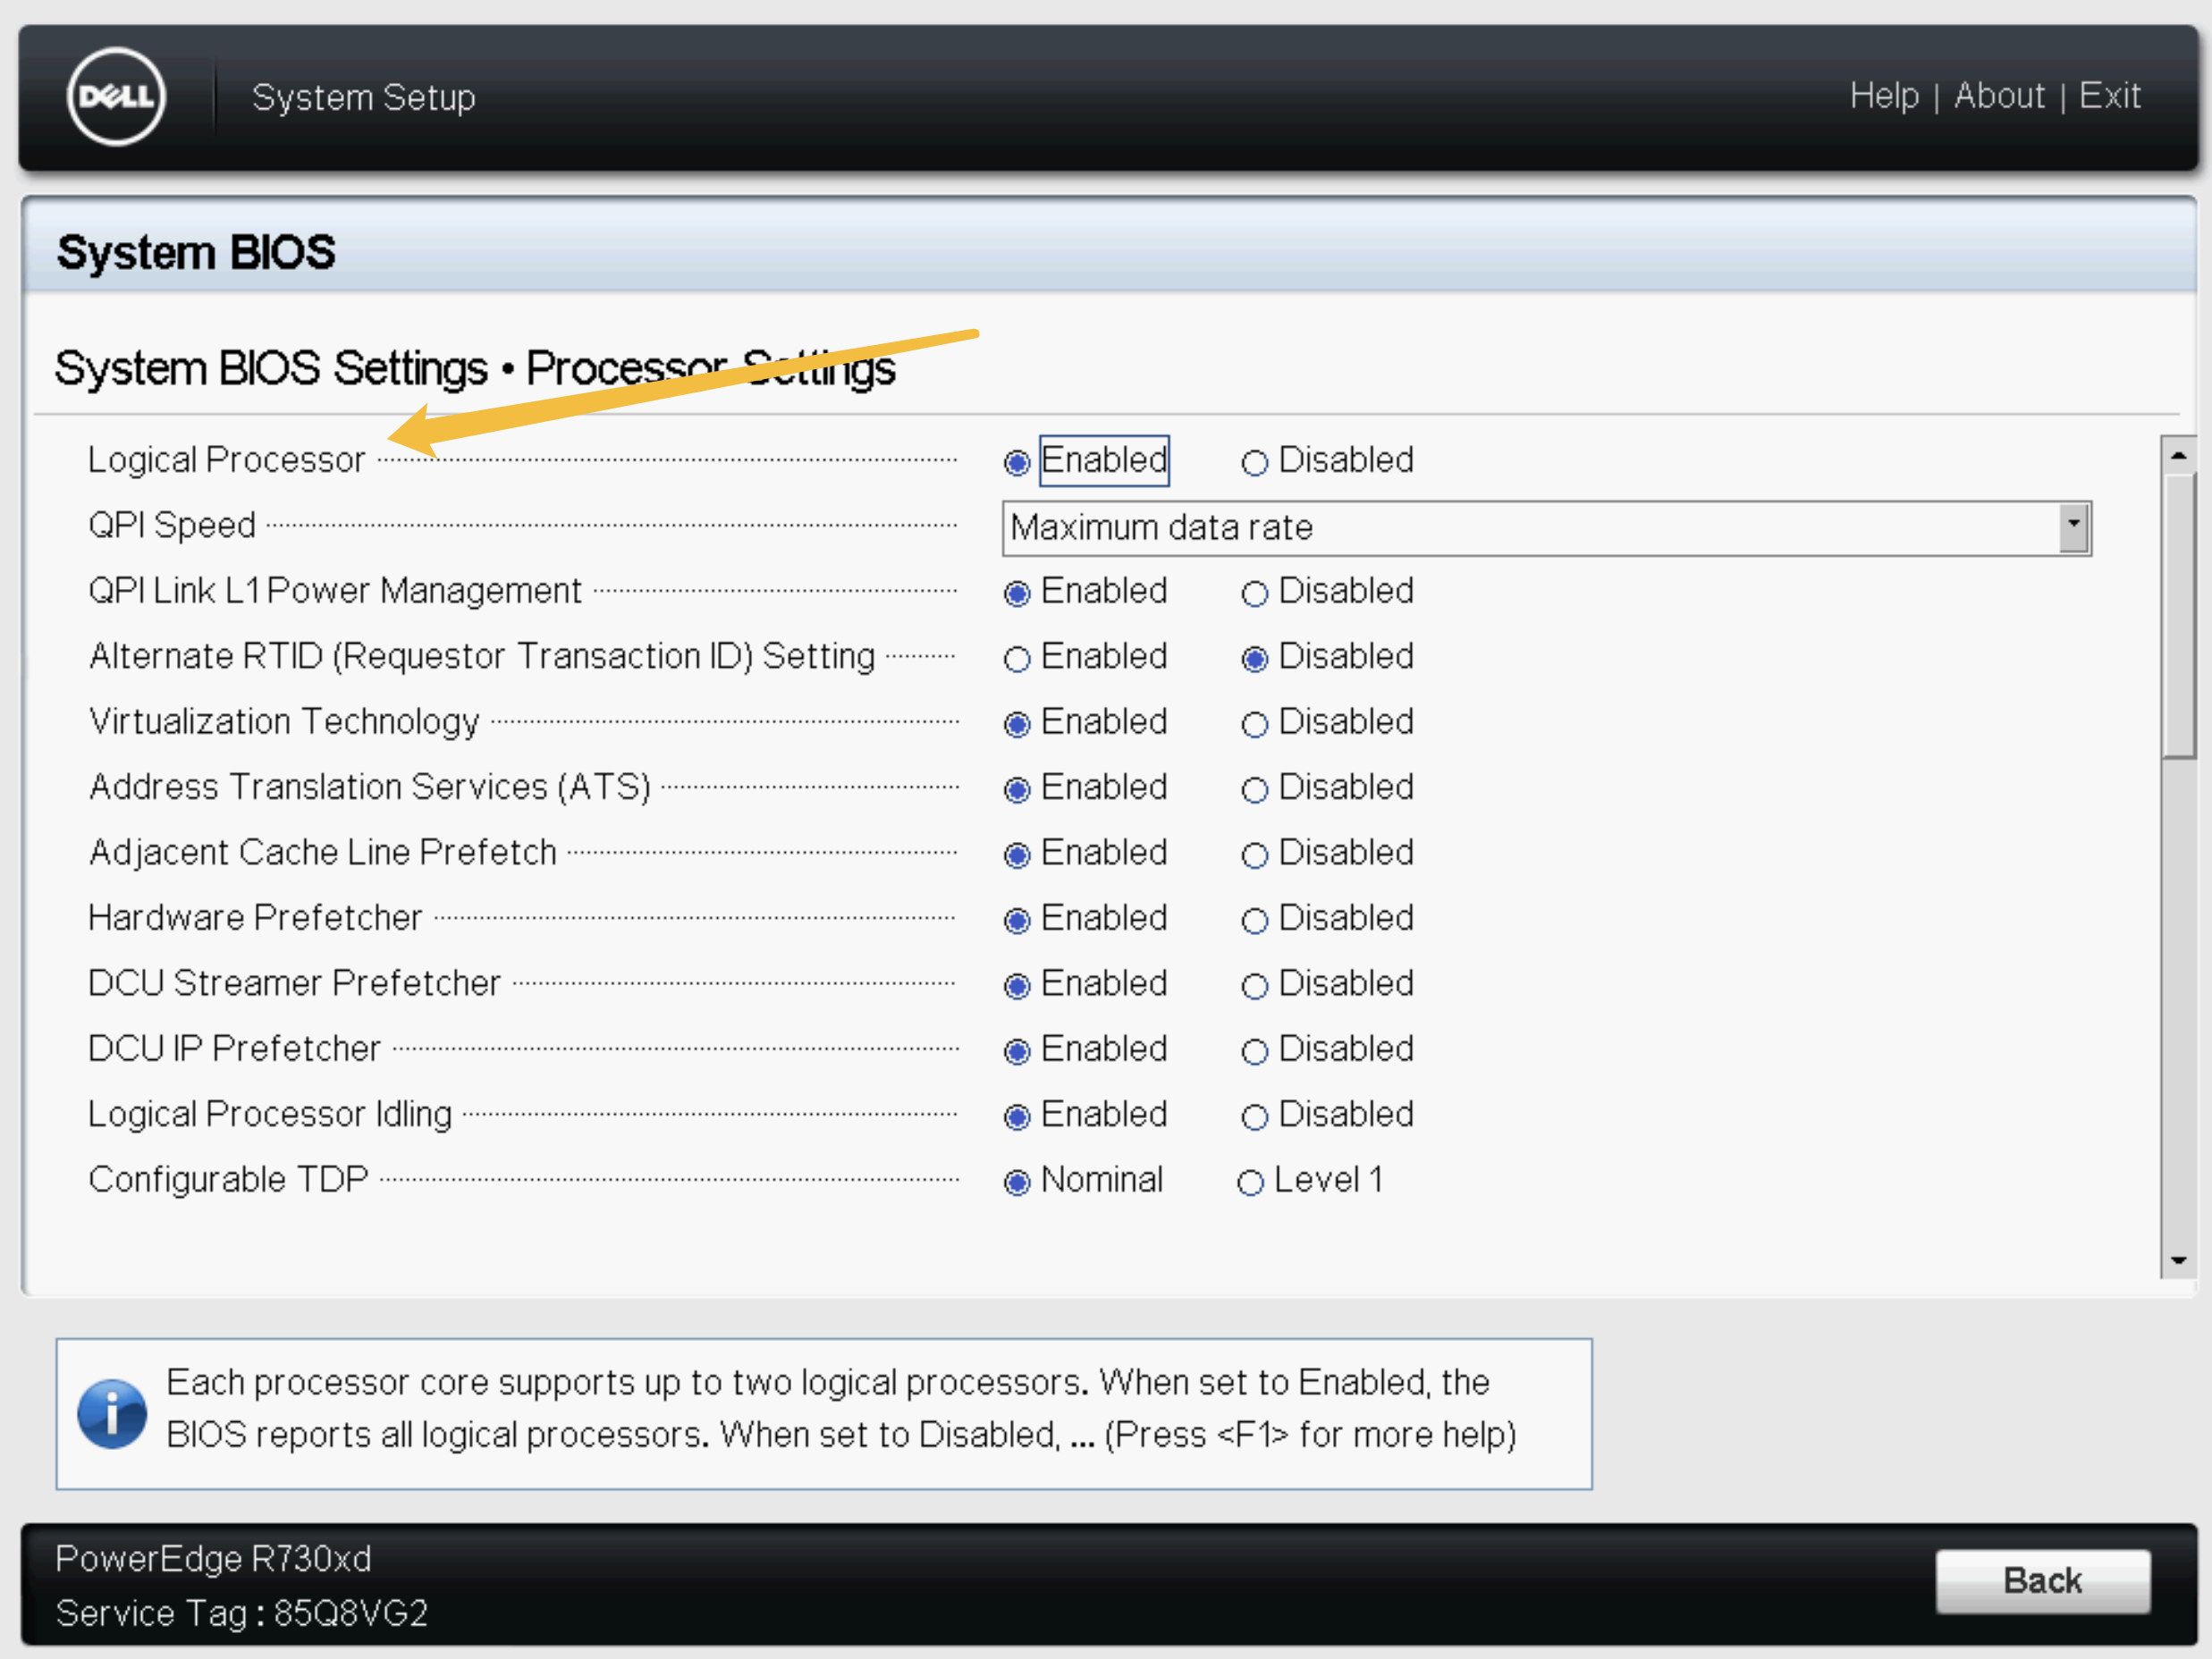 DELL
System Setup
Help | About | Exit
System BIOS
System BIOS Settings • Processor Settings
Logical Processor Enabled Disabled
QPI Speed Maximum data rate
QPI Link L1 Power Management Enabled Disabled
Alternate RTID (Requestor Transaction ID) Setting Enabled Disabled
Virtualization Technology Enabled Disabled
Address Translation Services (ATS) Enabled Disabled
Adjacent Cache Line Prefetch Enabled Disabled
Hardware Prefetcher Enabled Disabled
DCU Streamer Prefetcher Enabled Disabled
DCU IP Prefetcher Enabled Disabled
Logical Processor Idling Enabled Disabled
Configurable TDP Nominal Level 1
Each processor core supports up to two logical processors. When set to Enabled, the
BIOS reports all logical processors. When set to Disabled, ... (Press <F1> for more help)
PowerEdge R730xd
Service Tag : 85Q8VG2
Back